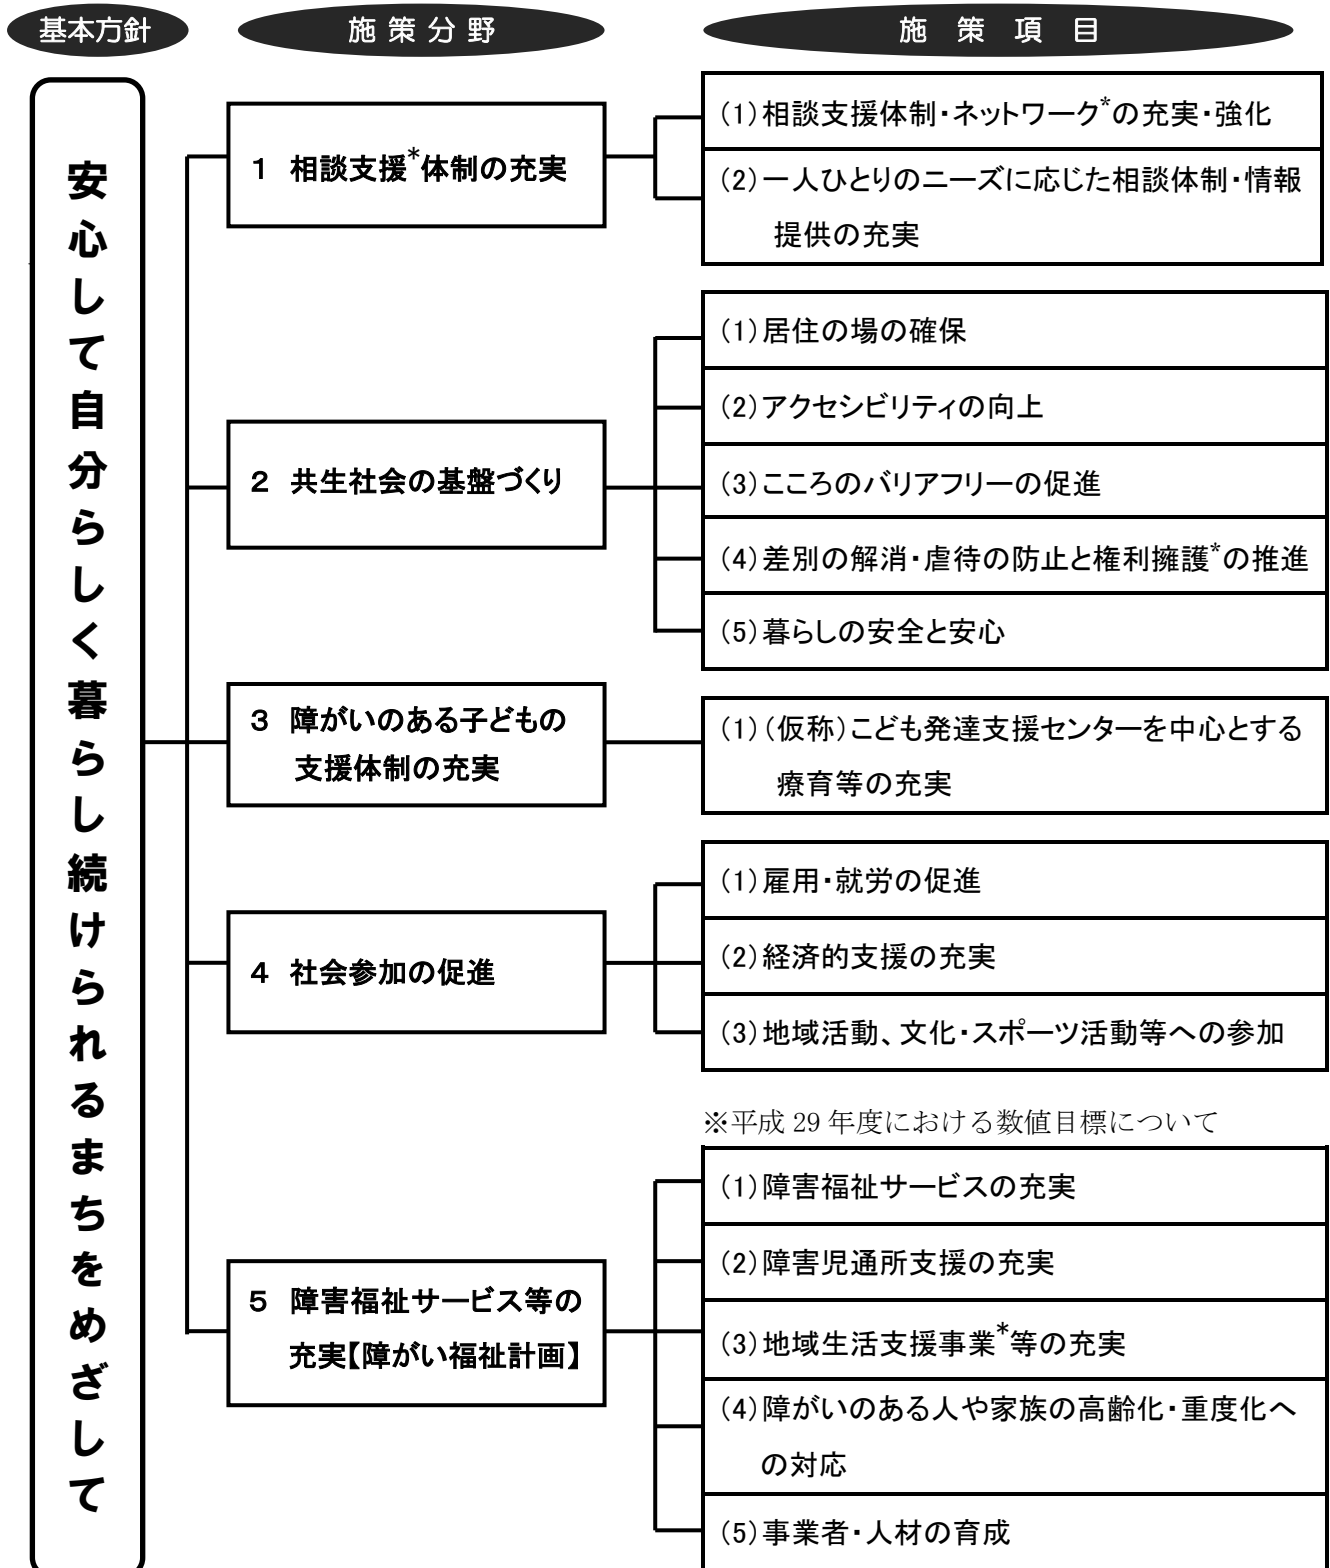 基本方針
施策分野
施策項目
安心して自分らしく暮らし続けられるまちをめざして
1 相談支援*体制の充実
(1)相談支援体制・ネットワーク*の充実・強化
(2)一人ひとりのニーズに応じた相談体制・情報
提供の充実
2 共生社会の基盤づくり
(1)居住の場の確保
(2)アクセシビリティの向上
(3)こころのバリアフリーの促進
(4)差別の解消・虐待の防止と権利擁護*の推進
(5)暮らしの安全と安心
3 障がいのある子どもの
支援体制の充実
(1)(仮称)こども発達支援センターを中心とする
療育等の充実
4 社会参加の促進
(1)雇用・就労の促進
(2)経済的支援の充実
(3)地域活動、文化・スポーツ活動等への参加
5 障害福祉サービス等の
充実【障がい福祉計画】
※平成 29 年度における数値目標について
(1)障害福祉サービスの充実
(2)障害児通所支援の充実
(3)地域生活支援事業*等の充実
(4)障がいのある人や家族の高齢化・重度化へ
の対応
(5)事業者・人材の育成